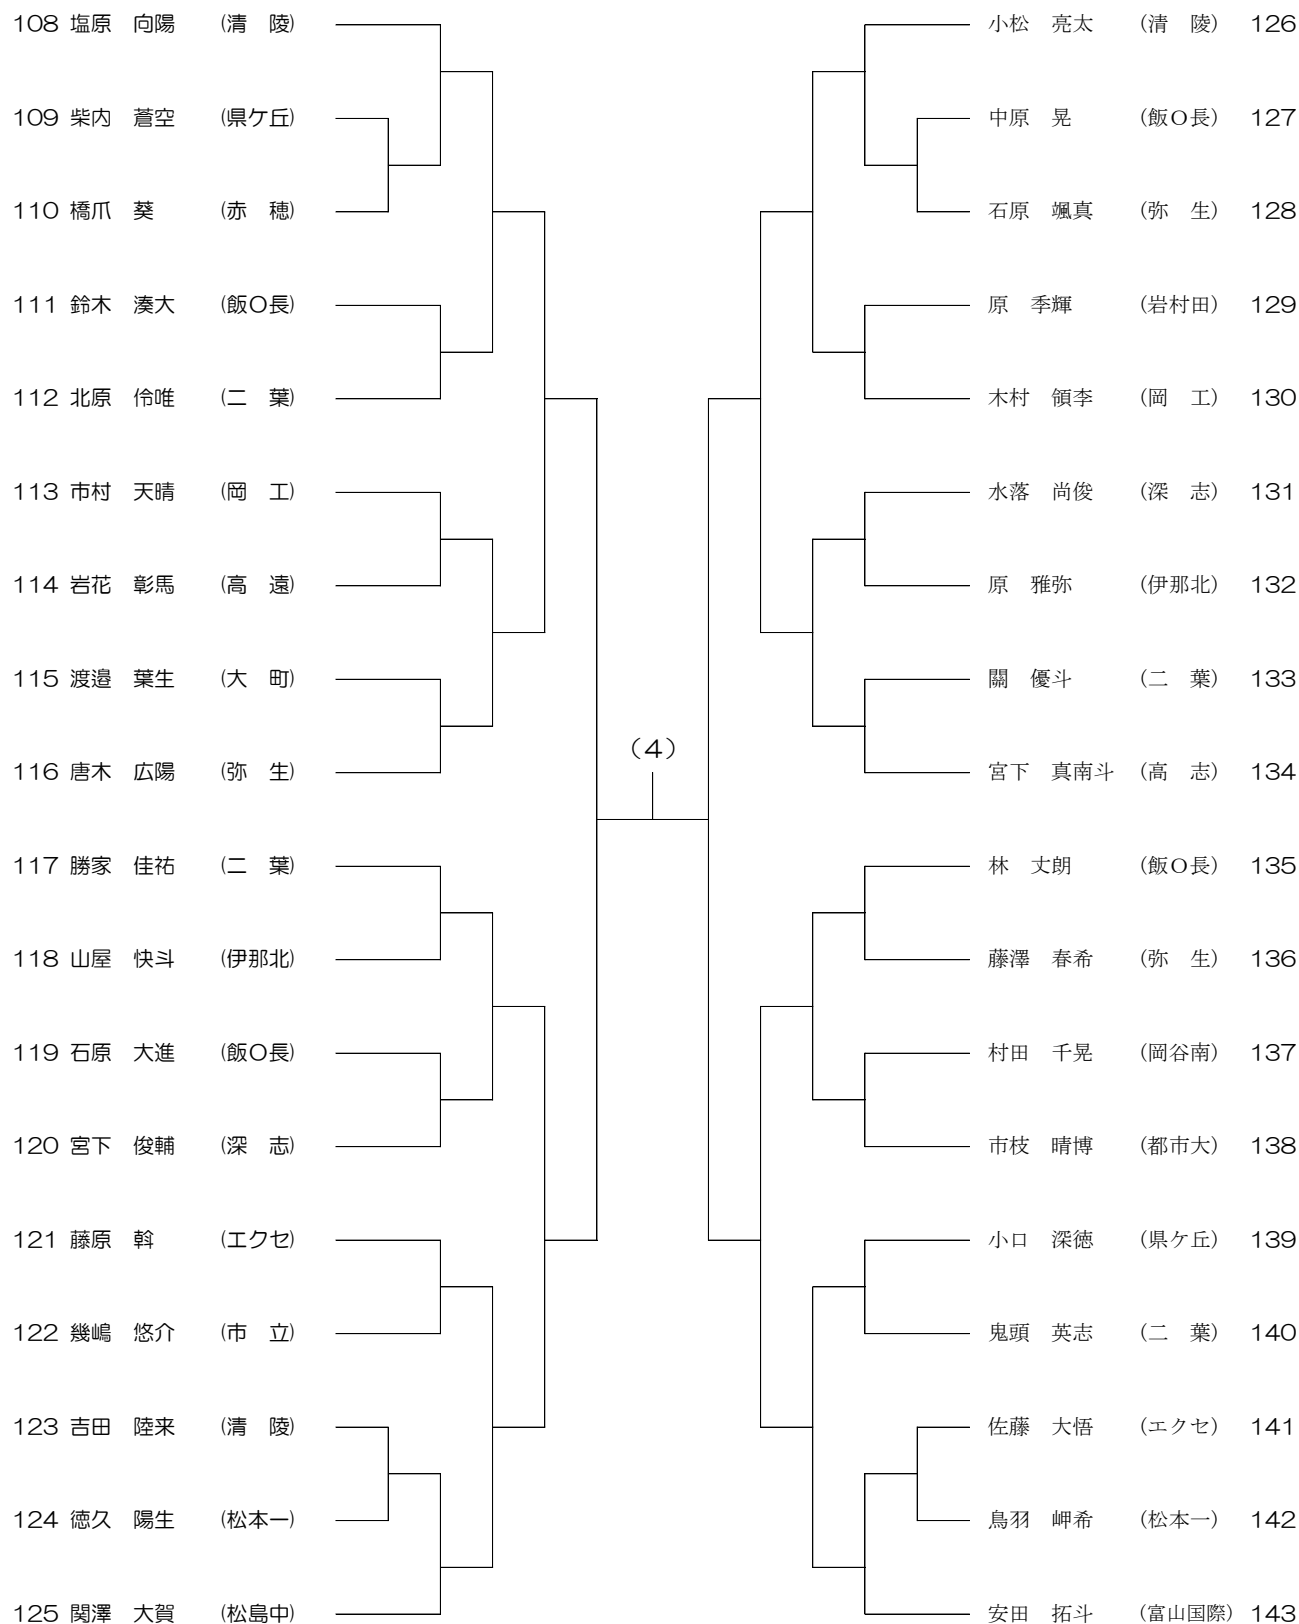 108 塩原 向陽 (清 陵)
109 柴内 蒼空 (県ケ丘)
110 橋爪 葵 (赤 穂)
111 鈴木 湊大 (飯O長)
112 北原 伶唯 (二 葉)
113 市村 天晴 (岡 工)
114 岩花 彰馬 (高 遠)
115 渡邉 葉生 (大 町)
116 唐木 広陽 (弥 生)
117 勝家 佳祐 (二 葉)
118 山屋 快斗 (伊那北)
119 石原 大進 (飯O長)
120 宮下 俊輔 (深 志)
121 藤原 斡 (エクセ)
122 幾嶋 悠介 (市 立)
123 吉田 陸来 (清 陵)
124 徳久 陽生 (松本一)
125 関澤 大賀 (松島中)
(4)
小松 亮太 (清 陵) 126
中原 晃 (飯O長) 127
石原 颯真 (弥 生) 128
原 季輝 (岩村田) 129
木村 領李 (岡 工) 130
水落 尚俊 (深 志) 131
原 雅弥 (伊那北) 132
關 優斗 (二 葉) 133
宮下 真南斗 (高 志) 134
林 丈朗 (飯O長) 135
藤澤 春希 (弥 生) 136
村田 千晃 (岡谷南) 137
市枝 晴博 (都市大) 138
小口 深徳 (県ケ丘) 139
鬼頭 英志 (二 葉) 140
佐藤 大悟 (エクセ) 141
鳥羽 岬希 (松本一) 142
安田 拓斗 (富山国際) 143